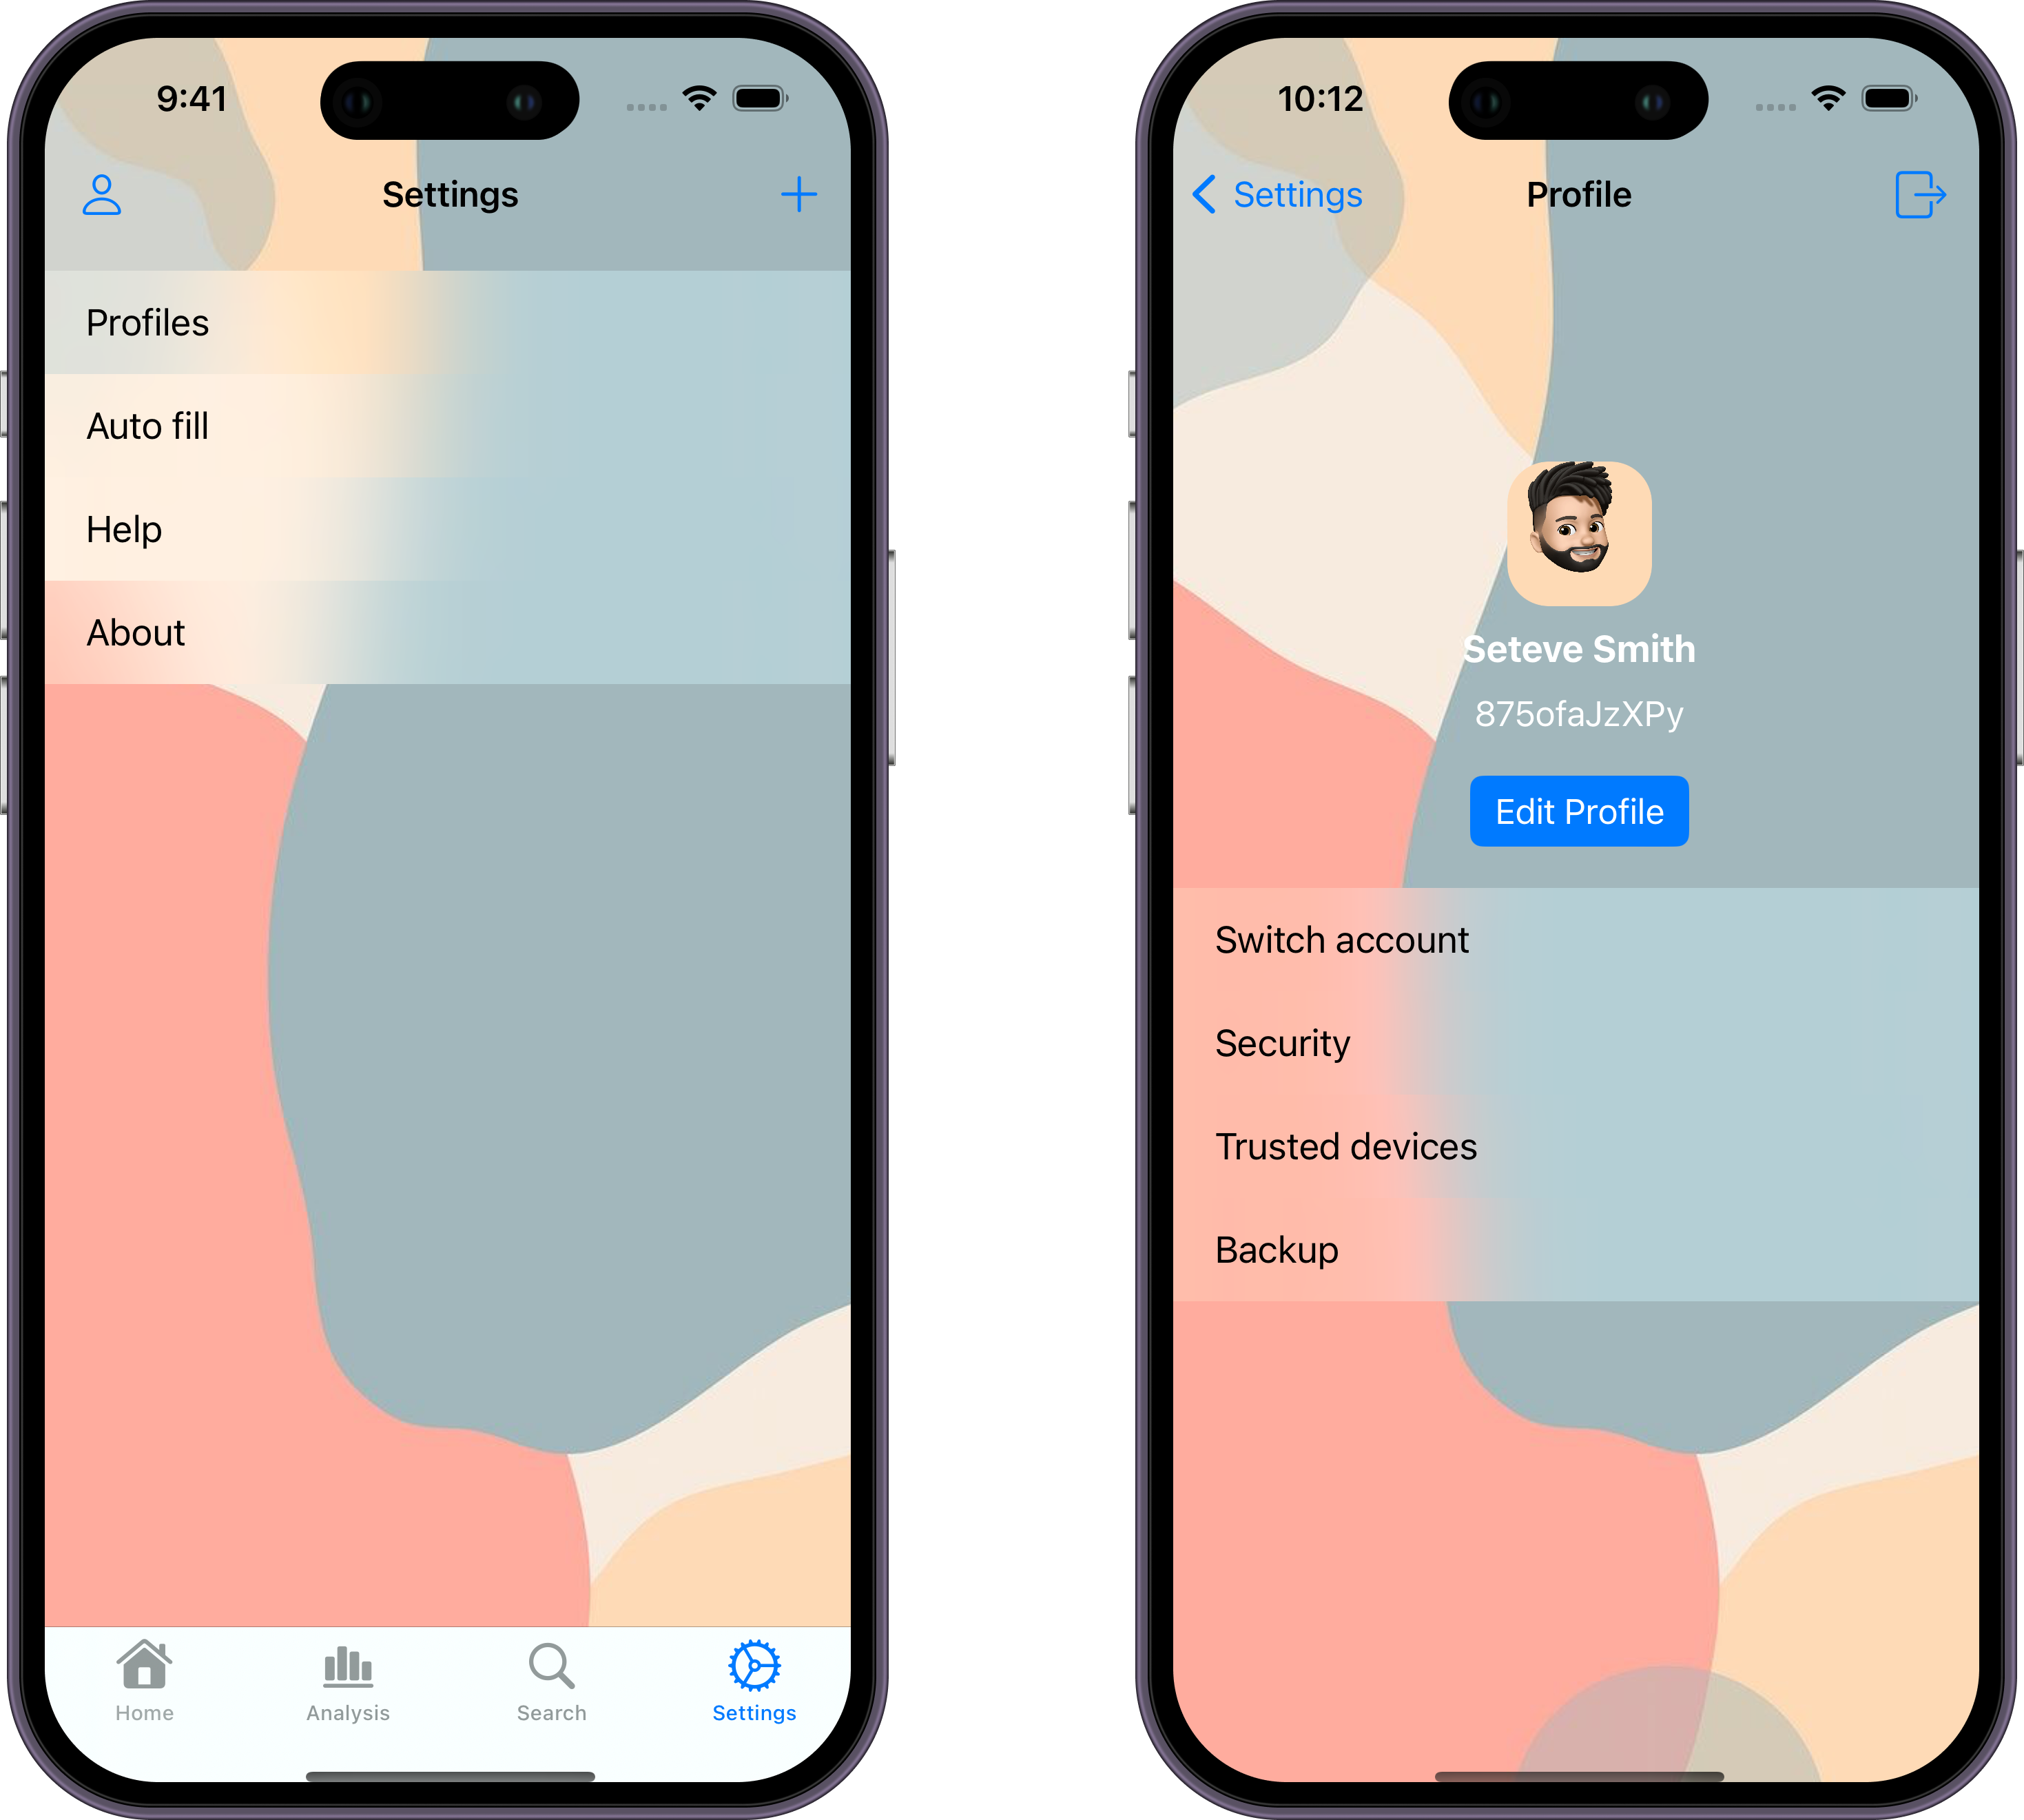 9:41
Settings
Profiles
Auto fill
Help
About
Home
Analysis
Search
Settings
10:12
Settings
Profile
Seteve Smith
875ofaJzXPy
Edit Profile
Switch account
Security
Trusted devices
Backup